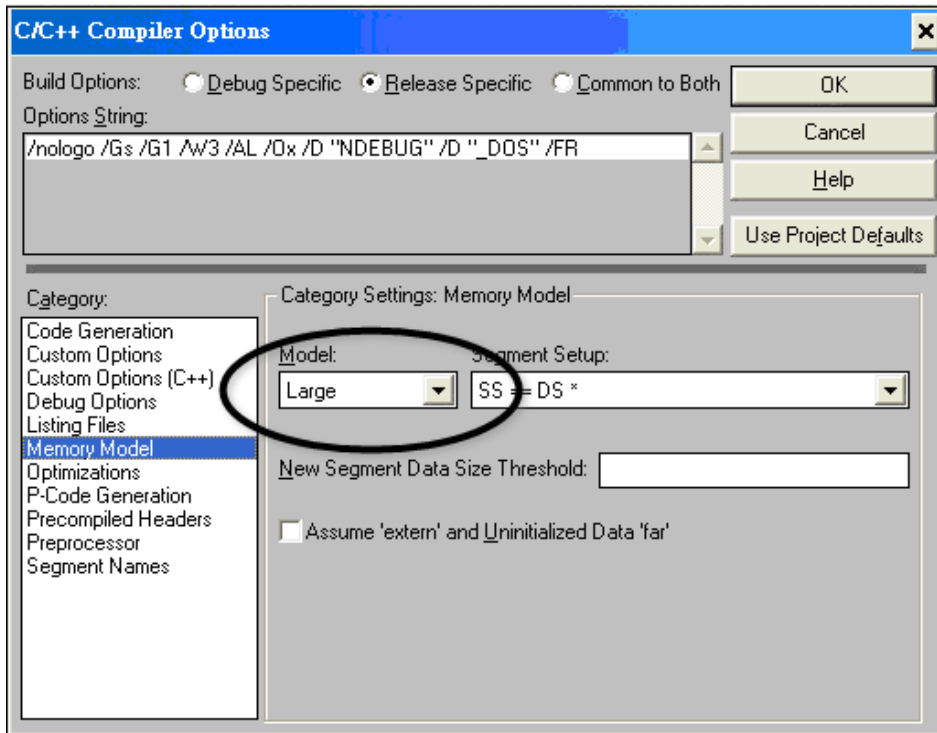 C/C++ Compiler Options
Build Options: Debug Specific Release Specific Common to Both
OK
Options String:
Cancel
/nologo /Gs /G1 /W3 /AL /Ox /D "NDEBUG" /D "_DOS" /FR
Help
Use Project Defaults
Category:
Category Settings: Memory Model
Code Generation
Custom Options
Custom Options (C++)
Debug Options
Listing Files
Memory Model
Optimizations
P-Code Generation
Precompiled Headers
Preprocessor
Segment Names
Model: Segment Setup:
Large SS == DS *
New Segment Data Size Threshold:
Assume 'extern' and Uninitialized Data 'far'